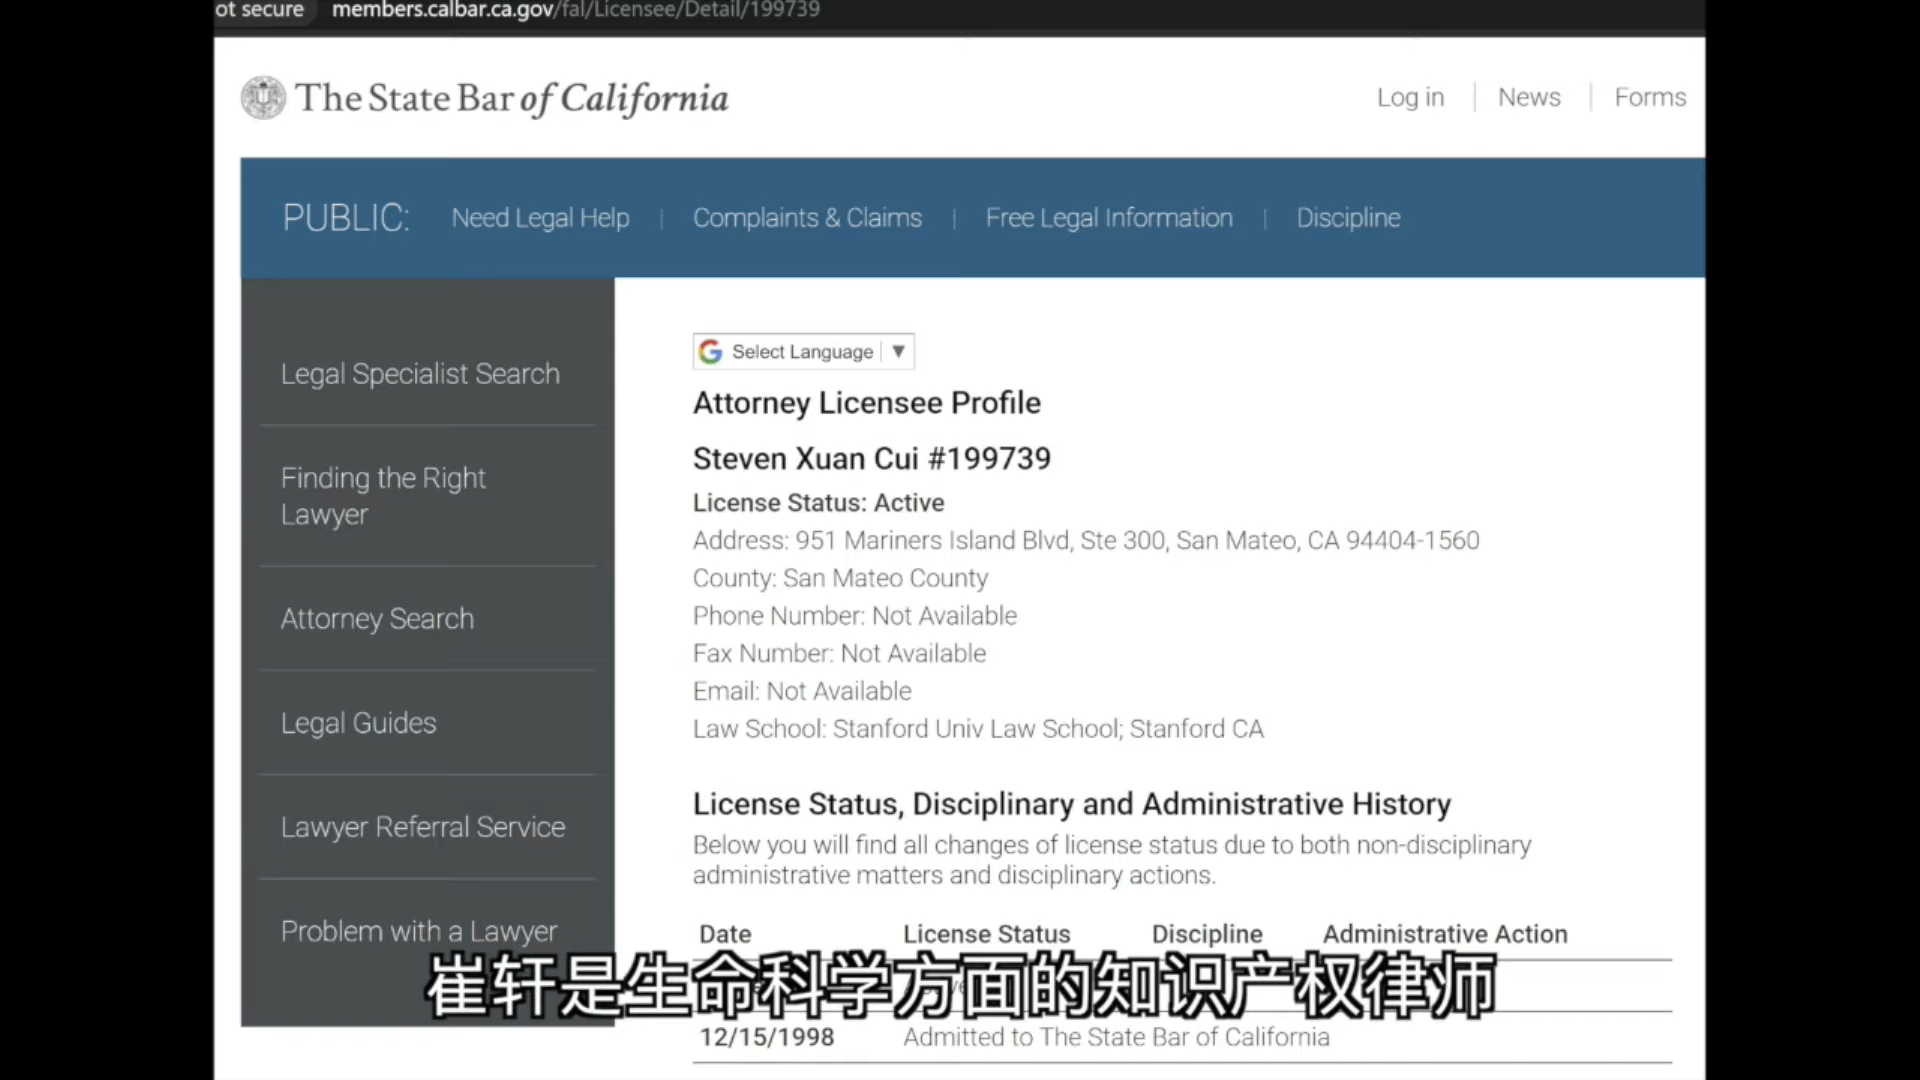 ot secure members.calbar.ca.gov/fal/Licensee/Detail/199739
The State Bar of California
Log in
News
Forms
PUBLIC:
Need Legal Help
Complaints & Claims
Free Legal Information
Discipline
Legal Specialist Search
Finding the Right
Lawyer
Attorney Search
Legal Guides
Lawyer Referral Service
Problem with a Lawyer
Select Language ▼
Attorney Licensee Profile
Steven Xuan Cui #199739
License Status: Active
Address: 951 Mariners Island Blvd, Ste 300, San Mateo, CA 94404-1560
County: San Mateo County
Phone Number: Not Available
Fax Number: Not Available
Email: Not Available
Law School: Stanford Univ Law School; Stanford CA
License Status, Disciplinary and Administrative History
Below you will find all changes of license status due to both non-disciplinary
administrative matters and disciplinary actions.
Date License Status Discipline Administrative Action
12/15/1998 Admitted to The State Bar of California
崔轩是生命科学方面的知识产权律师